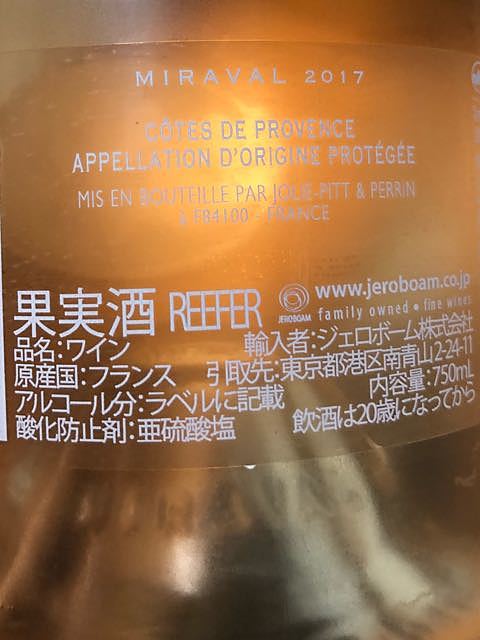 MIRAVAL 2017
CÔTES DE PROVENCE
APPELLATION D'ORIGINE PROTÉGÉE
MIS EN BOUTEILLE PAR JOLIE-PITT & PERRIN
à F84100 - FRANCE
果実酒 REEFER JEROBOAM www.jeroboam.co.jp
family owned • fine wines
品名:ワイン 輸入者:ジェロボーム株式会社
原産国:フランス 引取先:東京都港区南青山2-24-11
アルコール分:ラベルに記載 内容量:750mL
酸化防止剤:亜硫酸塩 飲酒は20歳になってから